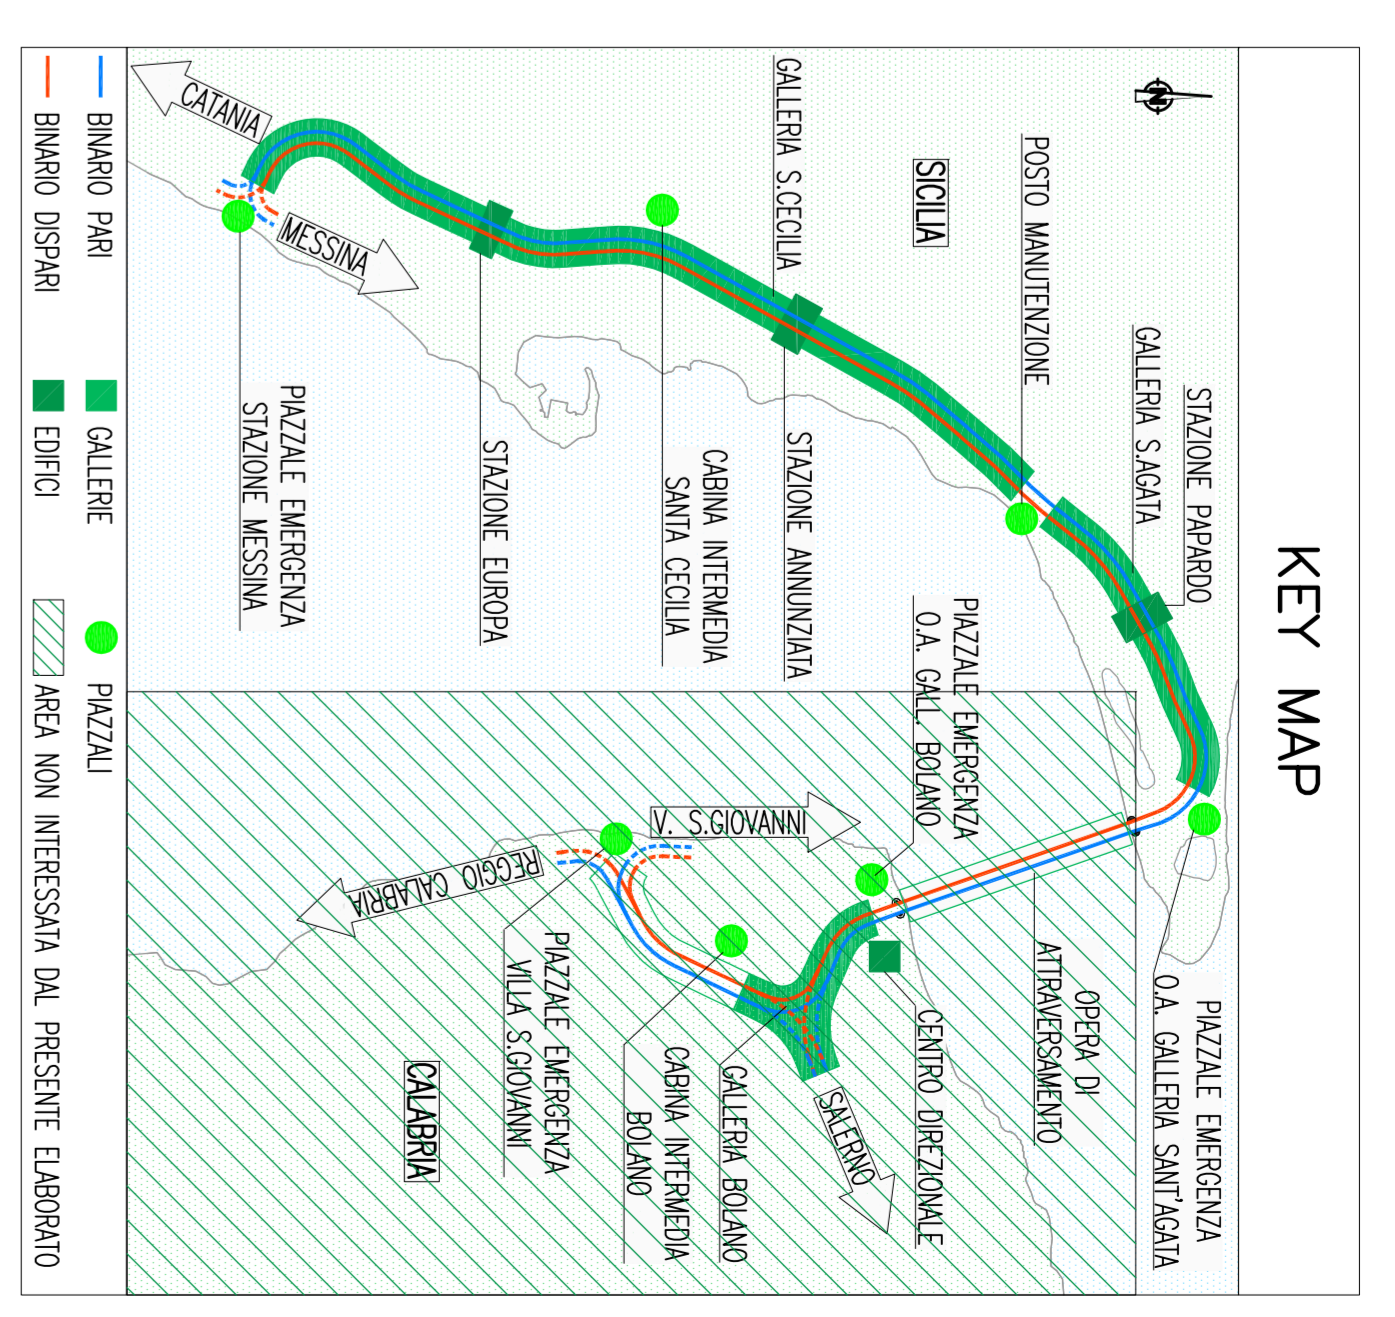 KEY MAP
N
SICILIA
CALABRIA
CATANIA
MESSINA
GALLERIA S.CECILIA
POSTO MANUTENZIONE
GALLERIA S.AGATA
STAZIONE PAPARDO
PIAZZALE EMERGENZA
STAZIONE MESSINA
STAZIONE EUROPA
CABINA INTERMEDIA
SANTA CECILIA
STAZIONE ANNUNZIATA
PIAZZALE EMERGENZA
O.A. GALL. BOLANO
V. S.GIOVANNI
REGGIO CALABRIA
PIAZZALE EMERGENZA
VILLA S.GIOVANNI
CABINA INTERMEDIA
BOLANO
GALLERIA BOLANO
SALERNO
CENTRO DIREZIONALE
OPERA DI
ATTRAVERSAMENTO
PIAZZALE EMERGENZA
O.A. GALLERIA SANT'AGATA
BINARIO PARI
BINARIO DISPARI
GALLERIE
EDIFICI
PIAZZALI
AREA NON INTERESSATA DAL PRESENTE ELABORATO